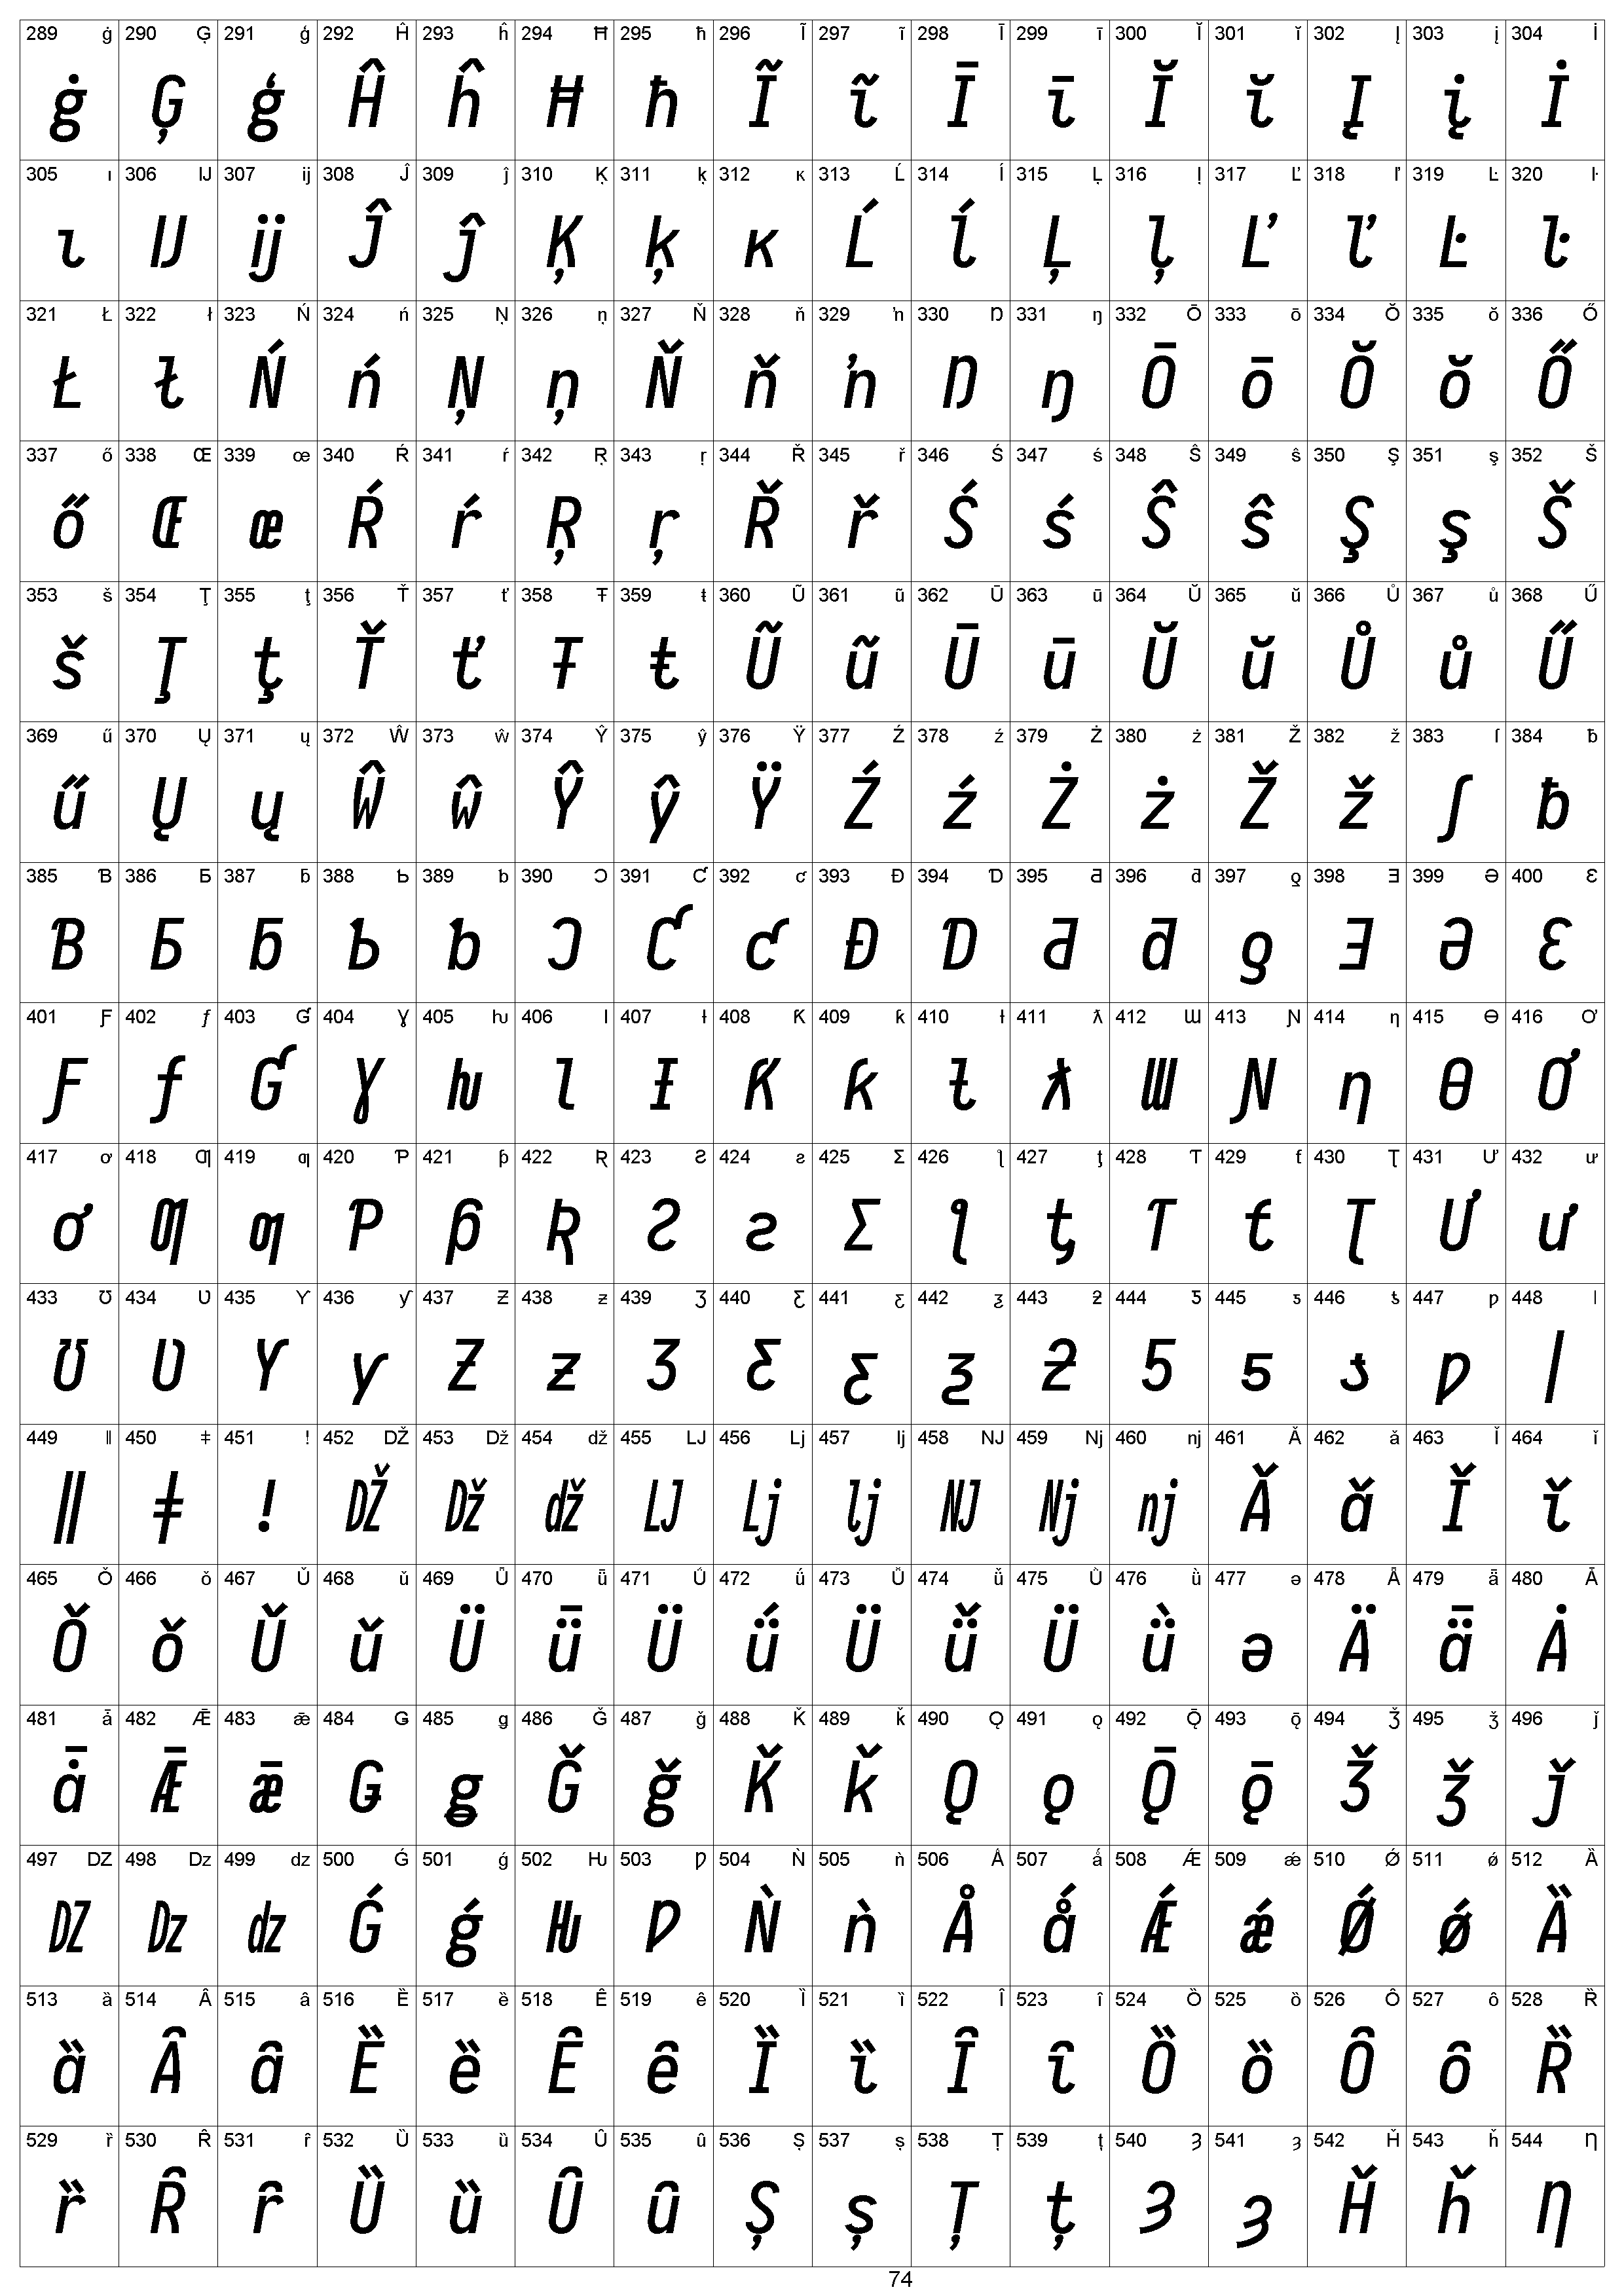 289 ġ 290 Ģ 291 ģ 292 Ĥ 293 ĥ 294 Ħ 295 ħ 296 Ĩ 297 ĩ 298 Ī 299 ī 300 Ĭ 301 ĭ 302 Į 303 į 304 İ
ġ Ģ ģ Ĥ ĥ Ħ ħ Ĩ ĩ Ī ī Ĭ ĭ Į į İ
305 ı 306 Ĳ 307 ĳ 308 Ĵ 309 ĵ 310 Ķ 311 ķ 312 ĸ 313 Ĺ 314 ĺ 315 Ļ 316 ļ 317 Ľ 318 ľ 319 Ŀ 320 ŀ
ı Ĳ ĳ Ĵ ĵ Ķ ķ ĸ Ĺ ĺ Ļ ļ Ľ ľ Ŀ ŀ
321 Ł 322 ł 323 Ń 324 ń 325 Ņ 326 ņ 327 Ň 328 ň 329 ŉ 330 Ŋ 331 ŋ 332 Ō 333 ō 334 Ŏ 335 ŏ 336 Ő
Ł ł Ń ń Ņ ņ Ň ň ŉ Ŋ ŋ Ō ō Ŏ ŏ Ő
337 ő 338 Œ 339 œ 340 Ŕ 341 ŕ 342 Ŗ 343 ŗ 344 Ř 345 ř 346 Ś 347 ś 348 Ŝ 349 ŝ 350 Ş 351 ş 352 Š
ő Œ œ Ŕ ŕ Ŗ ŗ Ř ř Ś ś Ŝ ŝ Ş ş Š
353 š 354 Ţ 355 ţ 356 Ť 357 ť 358 Ŧ 359 ŧ 360 Ũ 361 ũ 362 Ū 363 ū 364 Ŭ 365 ŭ 366 Ů 367 ů 368 Ű
š Ţ ţ Ť ť Ŧ ŧ Ũ ũ Ū ū Ŭ ŭ Ů ů Ű
369 ű 370 Ų 371 ų 372 Ŵ 373 ŵ 374 Ŷ 375 ŷ 376 Ÿ 377 Ź 378 ź 379 Ż 380 ż 381 Ž 382 ž 383 ſ 384 ƀ
ű Ų ų Ŵ ŵ Ŷ ŷ Ÿ Ź ź Ż ż Ž ž ſ ƀ
385 Ɓ 386 Ƃ 387 ƃ 388 Ƅ 389 ƅ 390 Ɔ 391 Ƈ 392 ƈ 393 Ɖ 394 Ɗ 395 Ƌ 396 ƌ 397 ƍ 398 Ǝ 399 Ə 400 Ɛ
Ɓ Ƃ ƃ Ƅ ƅ Ɔ Ƈ ƈ Ɖ Ɗ Ƌ ƌ ƍ Ǝ Ə Ɛ
401 Ƒ 402 ƒ 403 Ɠ 404 Ɣ 405 ƕ 406 Ɩ 407 Ɨ 408 Ƙ 409 ƙ 410 ƚ 411 ƛ 412 Ɯ 413 Ɲ 414 ƞ 415 Ɵ 416 Ơ
Ƒ ƒ Ɠ Ɣ ƕ Ɩ Ɨ Ƙ ƙ ƚ ƛ Ɯ Ɲ ƞ Ɵ Ơ
417 ơ 418 Ƣ 419 ƣ 420 Ƥ 421 ƥ 422 Ʀ 423 Ƨ 424 ƨ 425 Ʃ 426 ƪ 427 ƫ 428 Ƭ 429 ƭ 430 Ʈ 431 Ư 432 ư
ơ Ƣ ƣ Ƥ ƥ Ʀ Ƨ ƨ Ʃ ƪ ƫ Ƭ ƭ Ʈ Ư ư
433 Ʊ 434 Ʋ 435 Ƴ 436 ƴ 437 Ƶ 438 ƶ 439 Ʒ 440 Ƹ 441 ƹ 442 ƺ 443 ƻ 444 Ƽ 445 ƽ 446 ƾ 447 ƿ 448 ǀ
Ʊ Ʋ Ƴ ƴ Ƶ ƶ Ʒ Ƹ ƹ ƺ ƻ Ƽ ƽ ƾ ƿ ǀ
449 ǁ 450 ǂ 451 ǃ 452 Ǆ 453 ǅ 454 ǆ 455 Ǉ 456 ǈ 457 ǉ 458 Ǌ 459 ǋ 460 ǌ 461 Ǎ 462 ǎ 463 Ǐ 464 ǐ
ǁ ǂ ǃ Ǆ ǅ ǆ Ǉ ǈ ǉ Ǌ ǋ ǌ Ǎ ǎ Ǐ ǐ
465 Ǒ 466 ǒ 467 Ǔ 468 ǔ 469 Ǖ 470 ǖ 471 Ǘ 472 ǘ 473 Ǚ 474 ǚ 475 Ǜ 476 ǜ 477 ǝ 478 Ǟ 479 ǟ 480 Ǡ
Ǒ ǒ Ǔ ǔ Ü ǖ Ü ǘ Ü ǚ Ü ǜ ǝ Ä ǟ Ȧ
481 ǡ 482 Ǣ 483 ǣ 484 Ǥ 485 ǥ 486 Ǧ 487 ǧ 488 Ǩ 489 ǩ 490 Ǫ 491 ǫ 492 Ǭ 493 ǭ 494 Ǯ 495 ǯ 496 ǰ
ǡ Ǣ ǣ Ǥ ǥ Ǧ ǧ Ǩ ǩ Ǫ ǫ Ǭ ǭ Ǯ ǯ ǰ
497 Ǳ 498 ǲ 499 ǳ 500 Ǵ 501 ǵ 502 Ƕ 503 Ƿ 504 Ǹ 505 ǹ 506 Å 507 ǻ 508 Ǽ 509 ǽ 510 Ǿ 511 ǿ 512 Ȁ
Ǳ ǲ ǳ Ǵ ǵ Ƕ Ƿ Ǹ ǹ Å ǻ Ǽ ǽ Ǿ ǿ Ȁ
513 ȁ 514 Ȃ 515 ȃ 516 Ȅ 517 ȅ 518 Ȇ 519 ȇ 520 Ȉ 521 ȉ 522 Ȋ 523 ȋ 524 Ȍ 525 ȍ 526 Ȏ 527 ȏ 528 Ȑ
ȁ Ȃ ȃ Ȅ ȅ Ȇ ȇ Ȉ ȉ Ȋ ȋ Ȍ ȍ Ȏ ȏ Ȑ
529 ȑ 530 Ȓ 531 ȓ 532 Ȕ 533 ȕ 534 Ȗ 535 ȗ 536 Ș 537 ș 538 Ț 539 ț 540 Ȝ 541 ȝ 542 Ȟ 543 ȟ 544 Ƞ
ȑ Ȓ ȓ Ȕ ȕ Ȗ ȗ Ș ș Ț ț Ȝ ȝ Ȟ ȟ Ƞ
74